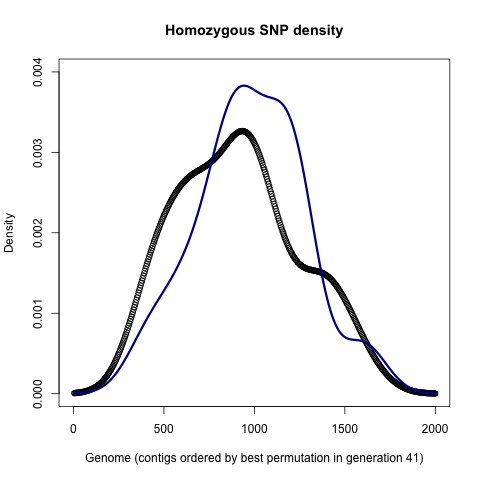 Homozygous SNP density
Density
0.004
0.003
0.002
0.001
0.000
0 500 1000 1500 2000
Genome (contigs ordered by best permutation in generation 41)